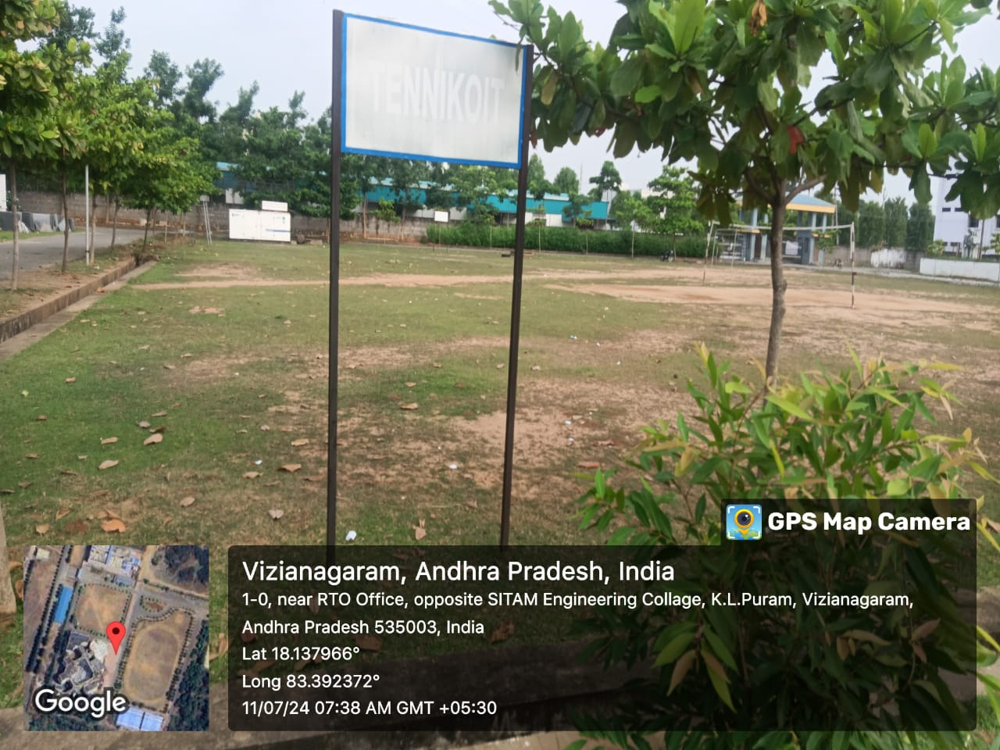 TENNIKOIT
GPS Map Camera
Vizianagaram, Andhra Pradesh, India
1-0, near RTO Office, opposite SITAM Engineering Collage, K.L.Puram, Vizianagaram,
Andhra Pradesh 535003, India
Lat 18.137966°
Long 83.392372°
11/07/24 07:38 AM GMT +05:30
Google